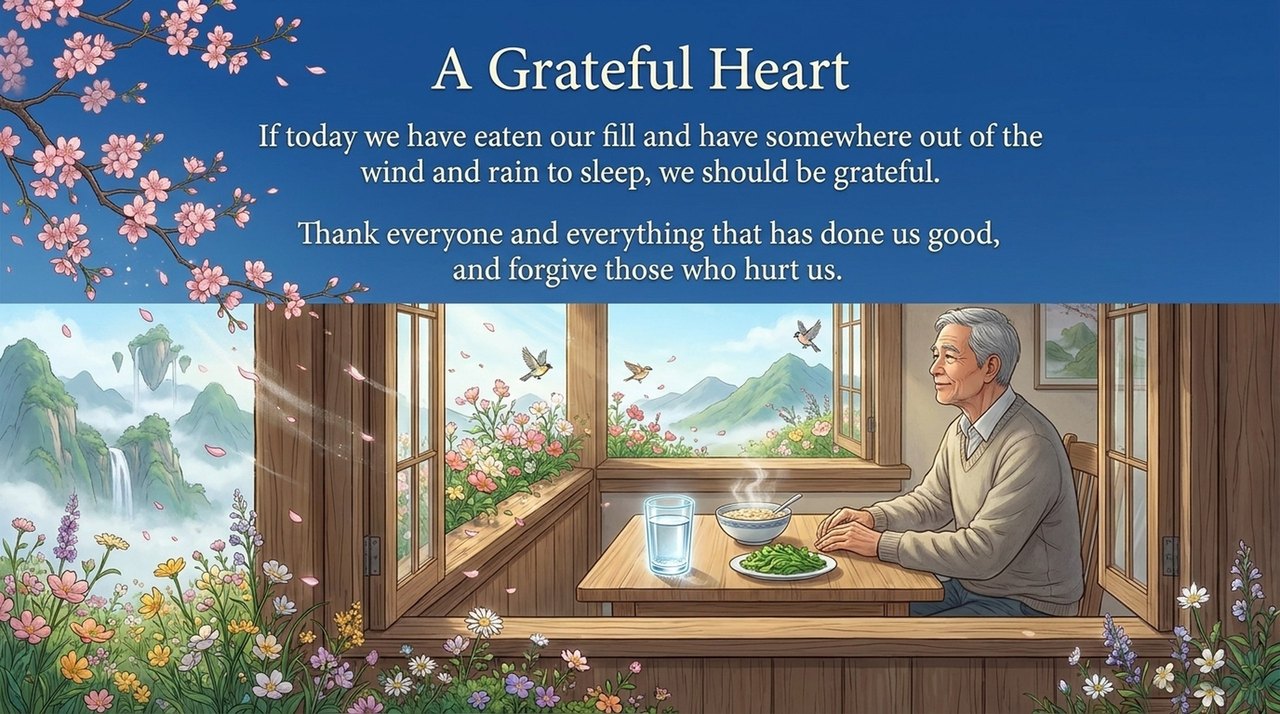 A Grateful Heart
If today we have eaten our fill and have somewhere out of the
wind and rain to sleep, we should be grateful.
Thank everyone and everything that has done us good,
and forgive those who hurt us.